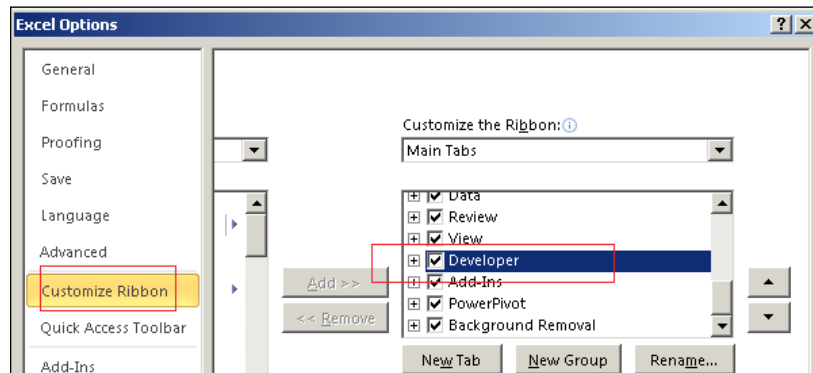 Excel Options
General
Formulas
Proofing
Save
Language
Advanced
Customize Ribbon
Quick Access Toolbar
Add-Ins
Customize the Ribbon:
Main Tabs
Data
Review
View
Developer
Add-Ins
PowerPivot
Background Removal
Add >>
<< Remove
New Tab New Group Rename...